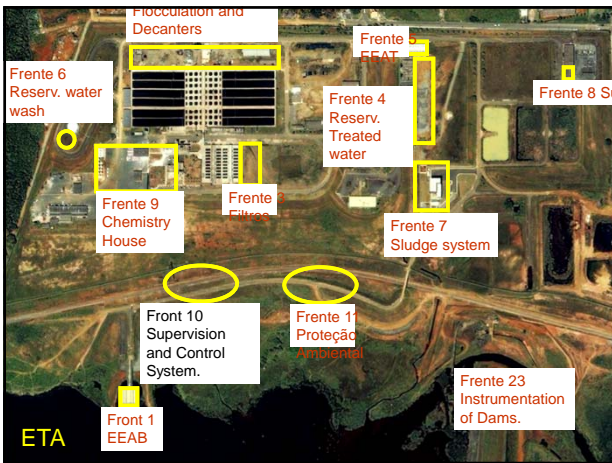 Flocculation and
Decanters
Frente 5
EEAT
Frente 6
Reserv. water
wash
Frente 8
Frente 4
Reserv.
Treated
water
Frente 9
Chemistry
House
Frente 3
Filtros
Frente 7
Sludge system
Front 10
Supervision
and Control
System.
Frente 11
Proteção
Ambiental
Frente 23
Instrumentation
of Dams.
Front 1
EEAB
ETA